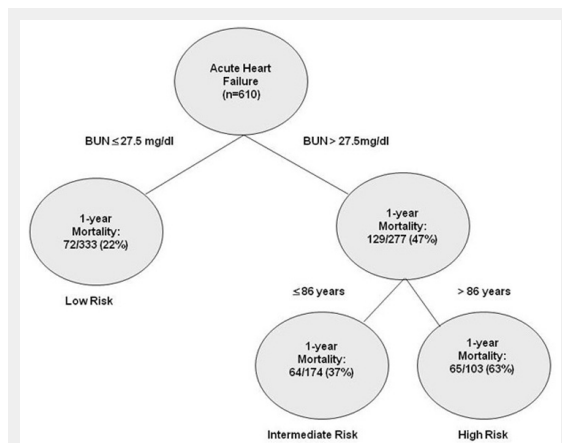 Acute Heart
Failure
(n=610)
BUN ≤27.5 mg/dl
BUN> 27.5mg/dl
1-year
Mortality:
72/333 (22%)
1-year
Mortality:
129/277 (47%)
Low Risk
≤86 years
> 86 years
1-year
Mortality:
64/174 (37%)
1-year
Mortality:
65/103 (63%)
Intermediate Risk
High Risk